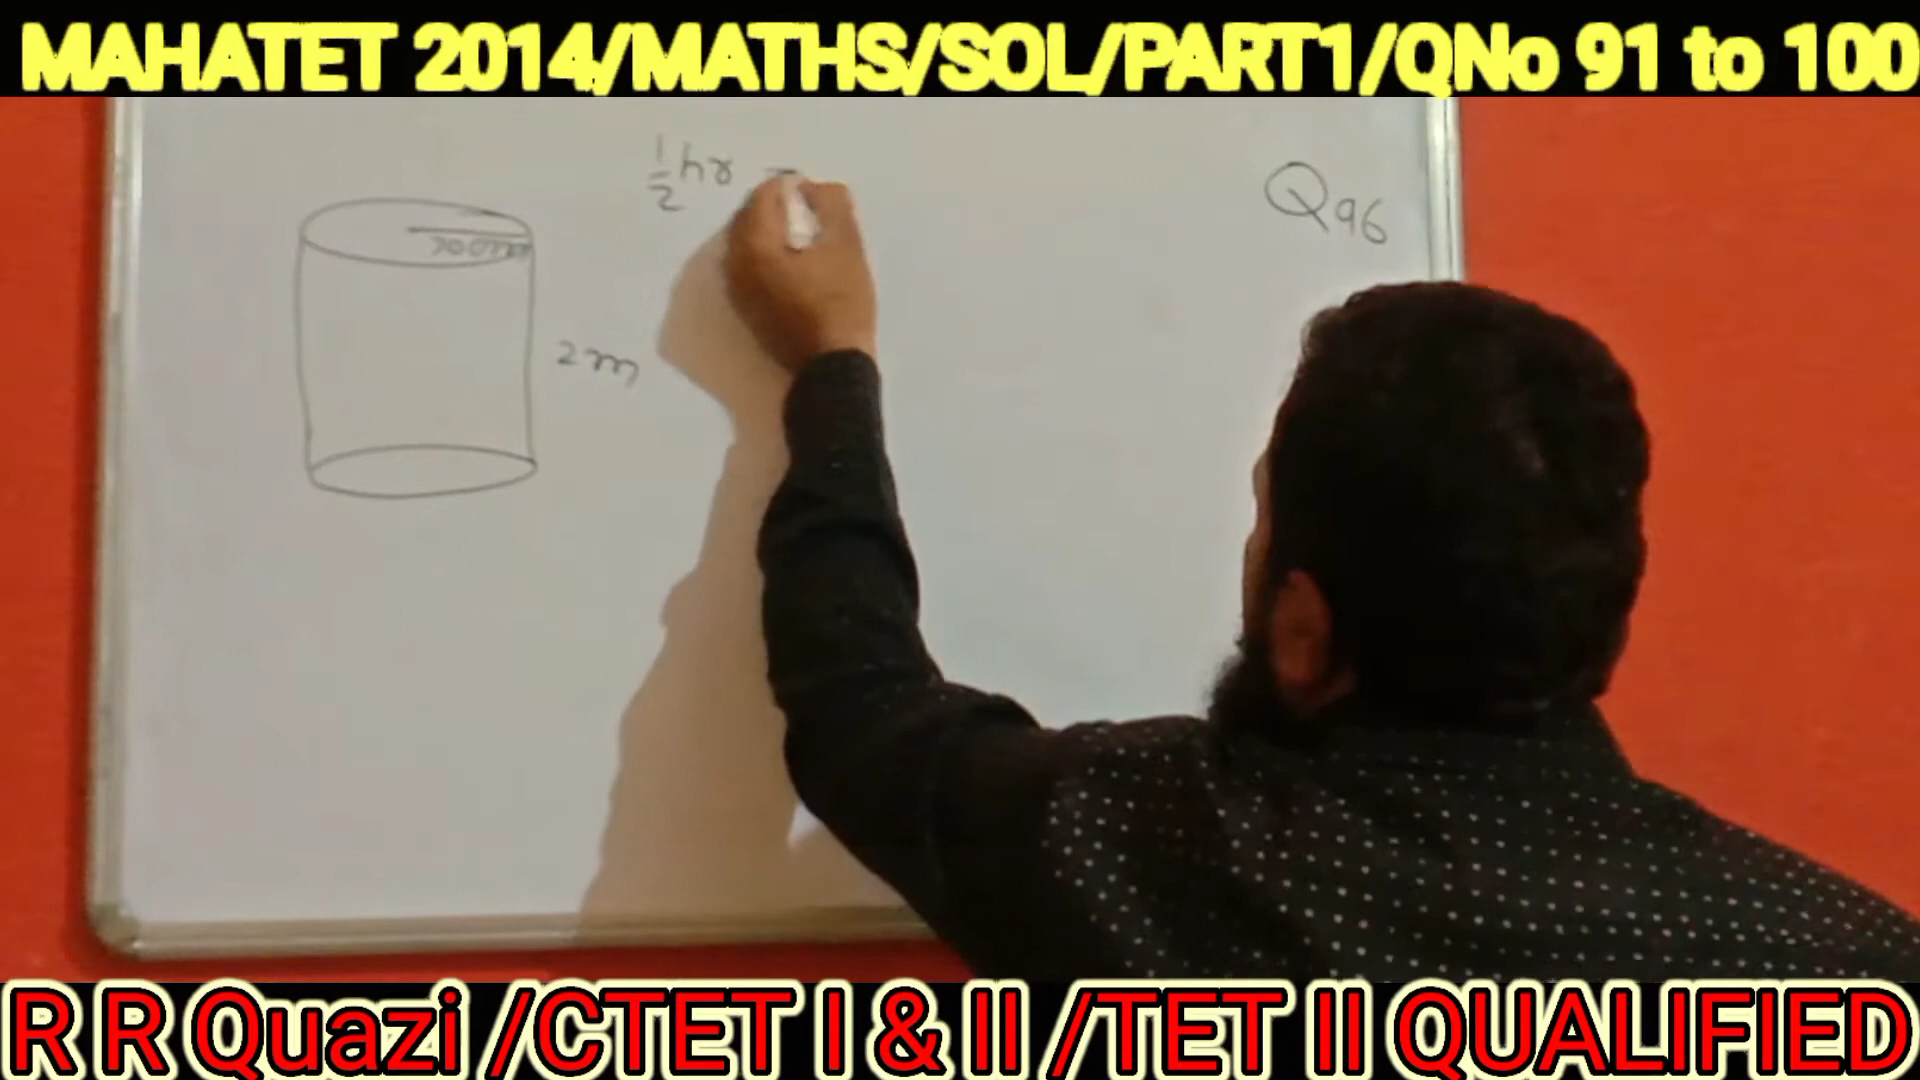 MAHATET 2014/MATHS/SOL/PART1/QNo 91 to 100
1/2 hr
Q96
2m
R R Quazi /CTET I & II /TET II QUALIFIED